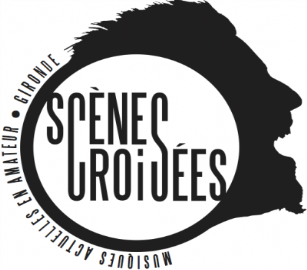 SCÈNES
CROiSÉES
MUSIQUES ACTUELLES EN AMATEUR • GIRONDE